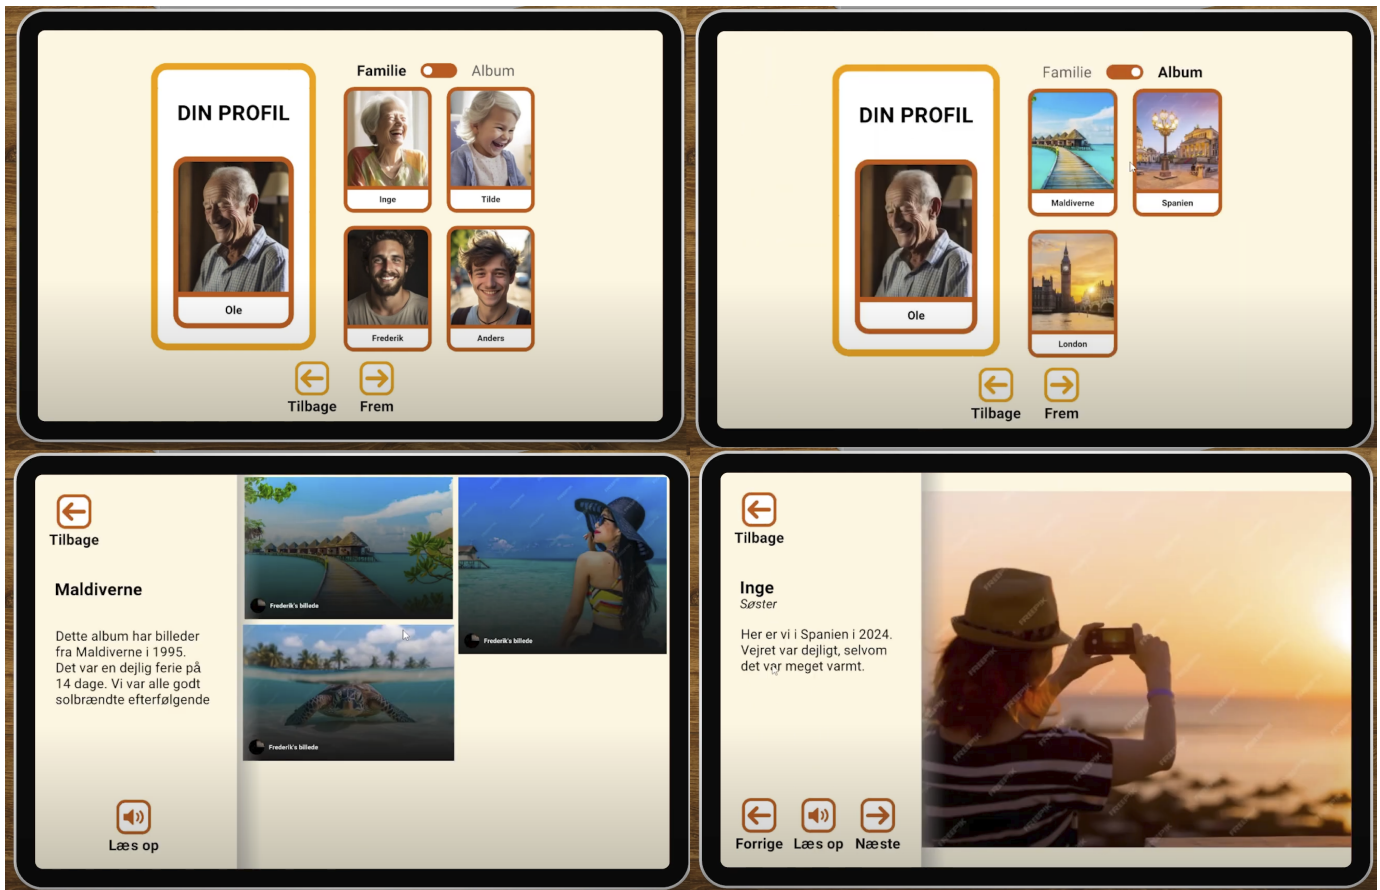 Familie Album
DIN PROFIL
Ole
Inge
Tilde
Frederik
Anders
Tilbage
Frem
Familie Album
DIN PROFIL
Ole
Maldiverne
Spanien
London
Tilbage
Frem
Tilbage
Maldiverne
Dette album har billeder
fra Maldiverne i 1995.
Det var en dejlig ferie på
14 dage. Vi var alle godt
solbrændte efterfølgende
Læs op
Frederik's billede
Frederik's billede
Frederik's billede
Tilbage
Inge
Søster
Her er vi i Spanien i 2024.
Vejret var dejligt, selvom
det var meget varmt.
Forrige
Læs op
Næste
FREEPIK